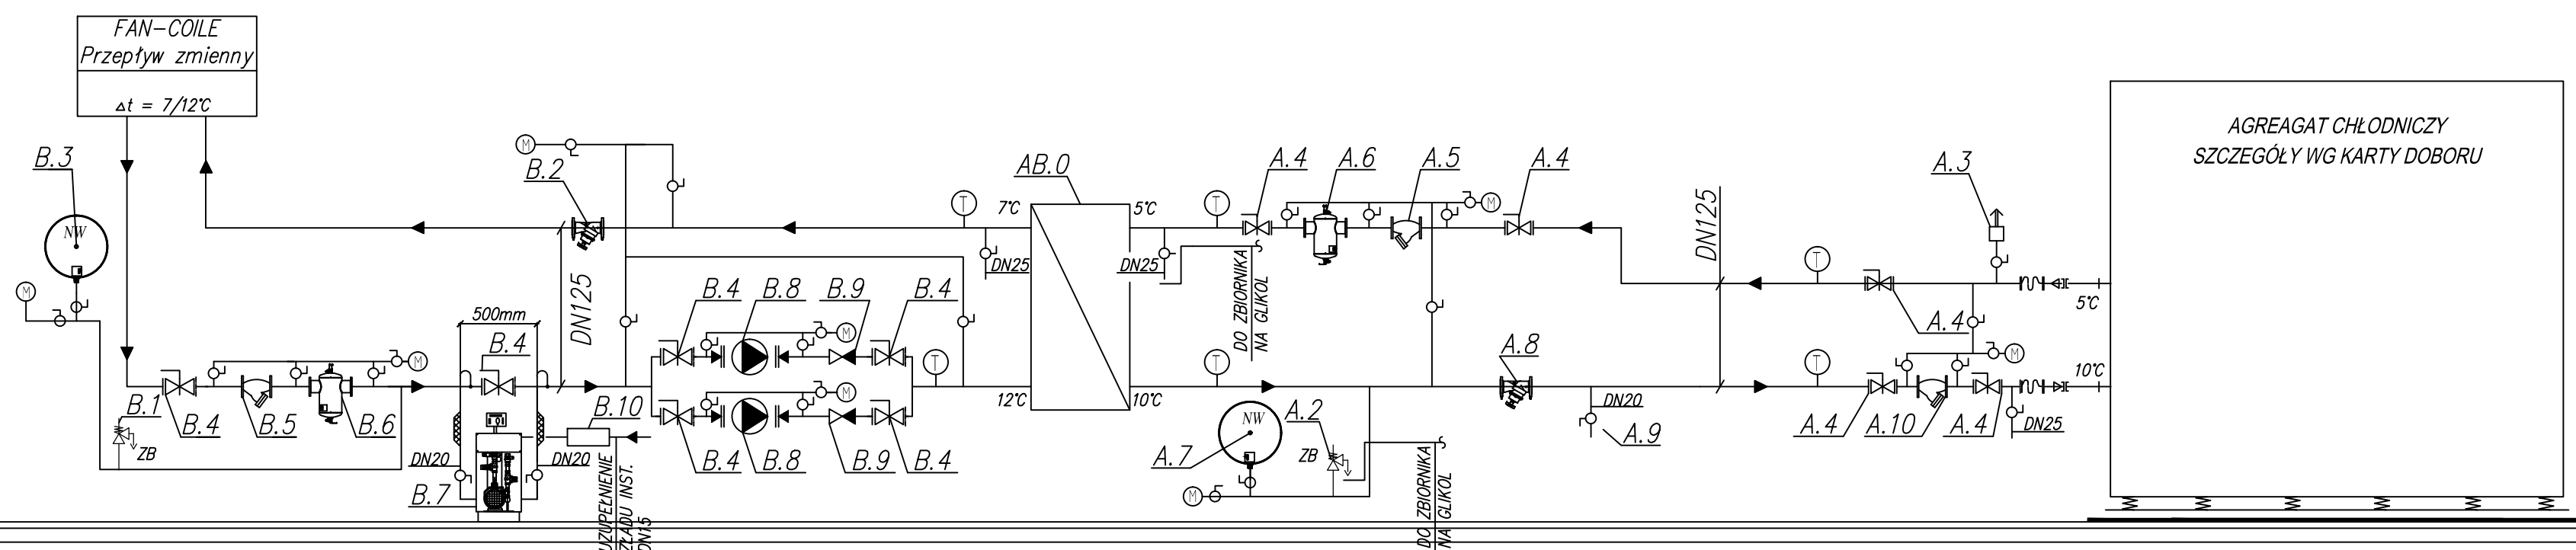 FAN-COILE
Przepływ zmienny
Δt = 7/12°C
B.3
NW
M
B.1
ZB
B.4
B.5
B.6
M
500mm
B.4
DN20
DN20
B.7
B.10
UZUPEŁNIENIE
ZŁADU INST.
DN15
M
B.2
DN125
B.4
B.8
B.9
B.4
M
M
B.4
B.8
B.9
B.4
T
T
7°C
12°C
DN25
AB.0
5°C
10°C
DN25
T
T
A.4
A.6
A.5
A.4
M
DO ZBIORNIKA
NA GLIKOL
A.7
NW
M
A.2
ZB
DO ZBIORNIKA
NA GLIKOL
A.8
DN20
A.9
DN125
T
T
A.3
A.4
5°C
M
10°C
A.4
A.10
A.4
DN25
AGREAGAT CHŁODNICZY
SZCZEGÓŁY WG KARTY DOBORU